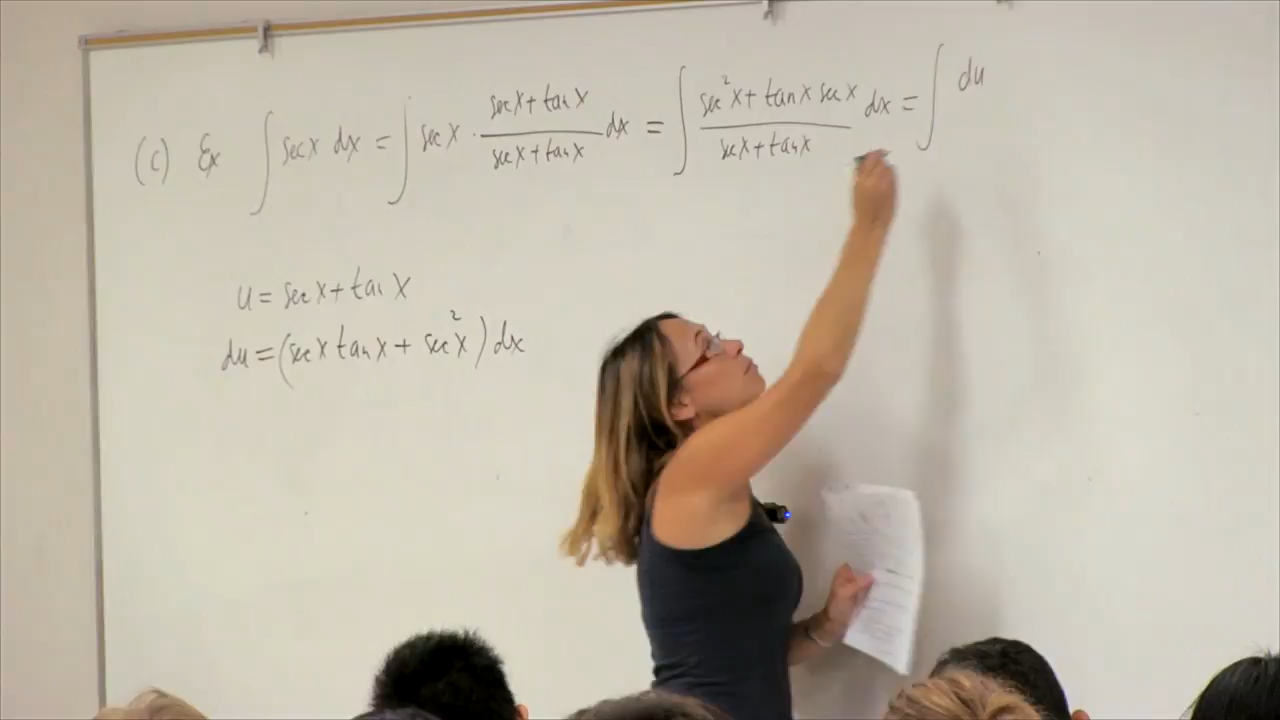 (c) Ex ∫ sec x dx = ∫ sec x · (sec x + tan x)/(sec x + tan x) dx = ∫ (sec² x + tan x sec x)/(sec x + tan x) dx = ∫ du
u = sec x + tan x
du = (sec x tan x + sec² x) dx